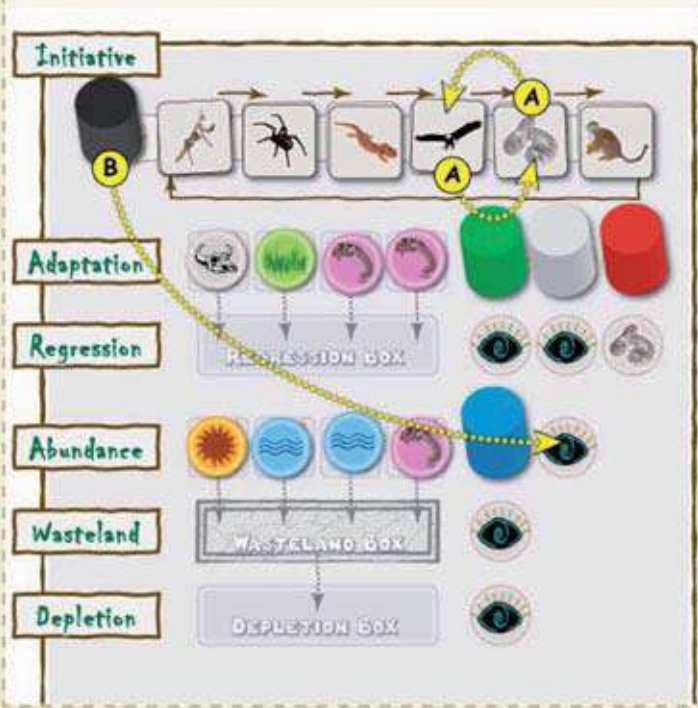 Initiative
A
B
A
Adaptation
Regression
REGRESSION BOX
Abundance
Wasteland
WASTELAND BOX
Depletion
DEPLETION BOX